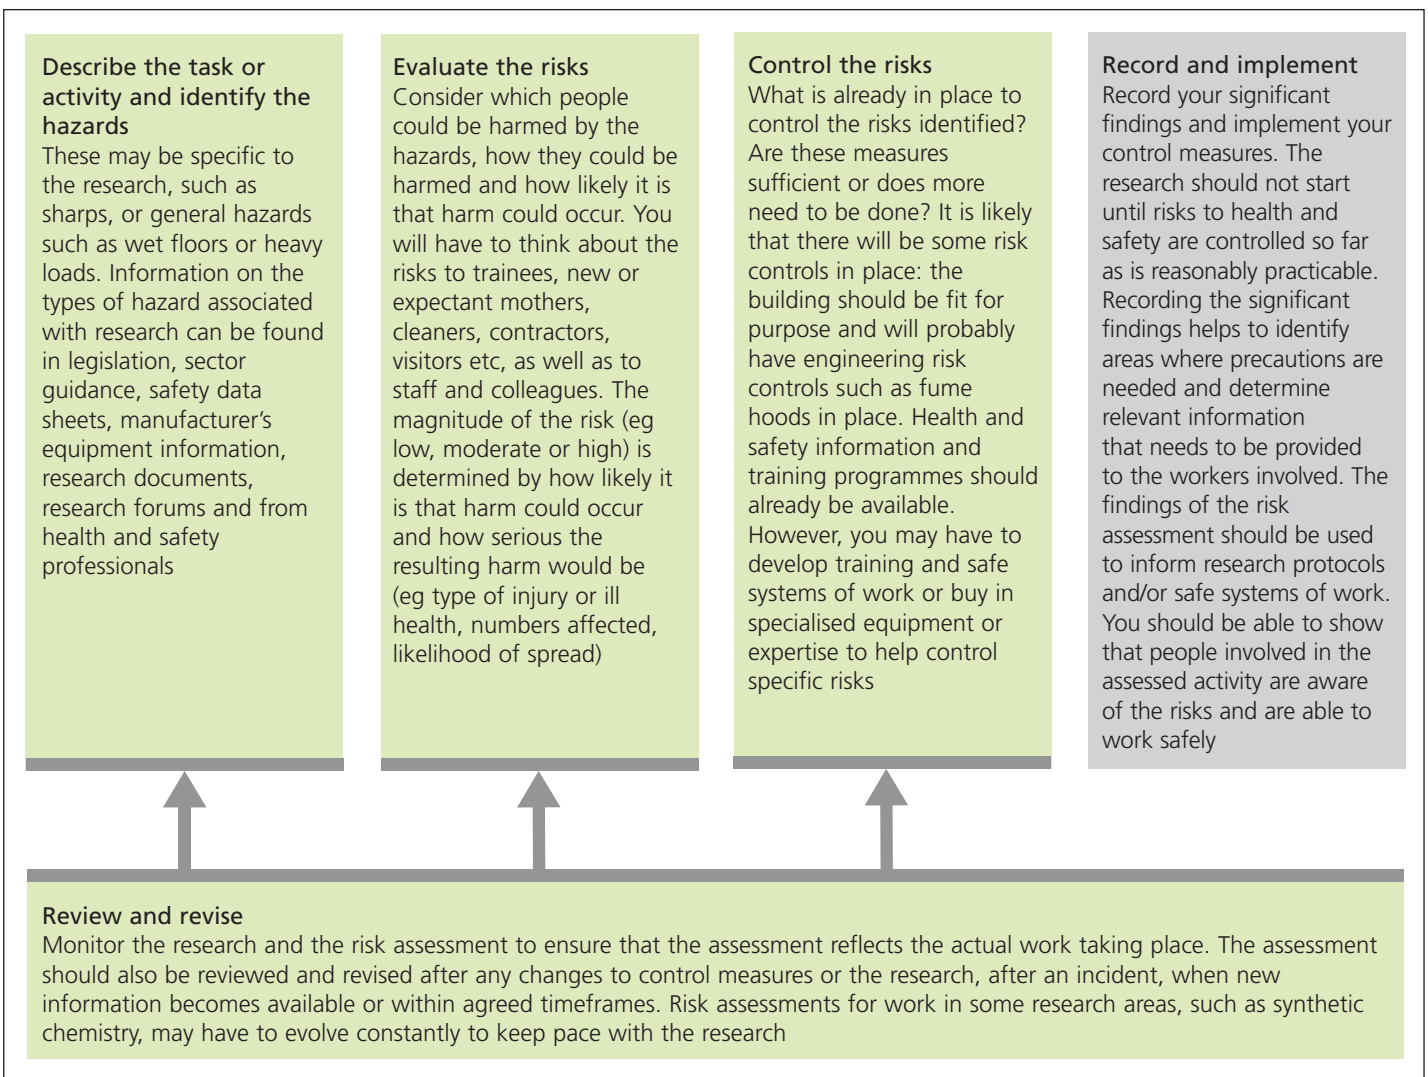 Describe the task or
activity and identify the
hazards
These may be specific to
the research, such as
sharps, or general hazards
such as wet floors or heavy
loads. Information on the
types of hazard associated
with research can be found
in legislation, sector
guidance, safety data
sheets, manufacturer's
equipment information,
research documents,
research forums and from
health and safety
professionals
Evaluate the risks
Consider which people
could be harmed by the
hazards, how they could be
harmed and how likely it is
that harm could occur. You
will have to think about the
risks to trainees, new or
expectant mothers,
cleaners, contractors,
visitors etc, as well as to
staff and colleagues. The
magnitude of the risk (eg
low, moderate or high) is
determined by how likely it
is that harm could occur
and how serious the
resulting harm would be
(eg type of injury or ill
health, numbers affected,
likelihood of spread)
Control the risks
What is already in place to
control the risks identified?
Are these measures
sufficient or does more
need to be done? It is likely
that there will be some risk
controls in place: the
building should be fit for
purpose and will probably
have engineering risk
controls such as fume
hoods in place. Health and
safety information and
training programmes should
already be available.
However, you may have to
develop training and safe
systems of work or buy in
specialised equipment or
expertise to help control
specific risks
Record and implement
Record your significant
findings and implement your
control measures. The
research should not start
until risks to health and
safety are controlled so far
as is reasonably practicable.
Recording the significant
findings helps to identify
areas where precautions are
needed and determine
relevant information
that needs to be provided
to the workers involved. The
findings of the risk
assessment should be used
to inform research protocols
and/or safe systems of work.
You should be able to show
that people involved in the
assessed activity are aware
of the risks and are able to
work safely
Review and revise
Monitor the research and the risk assessment to ensure that the assessment reflects the actual work taking place. The assessment
should also be reviewed and revised after any changes to control measures or the research, after an incident, when new
information becomes available or within agreed timeframes. Risk assessments for work in some research areas, such as synthetic
chemistry, may have to evolve constantly to keep pace with the research